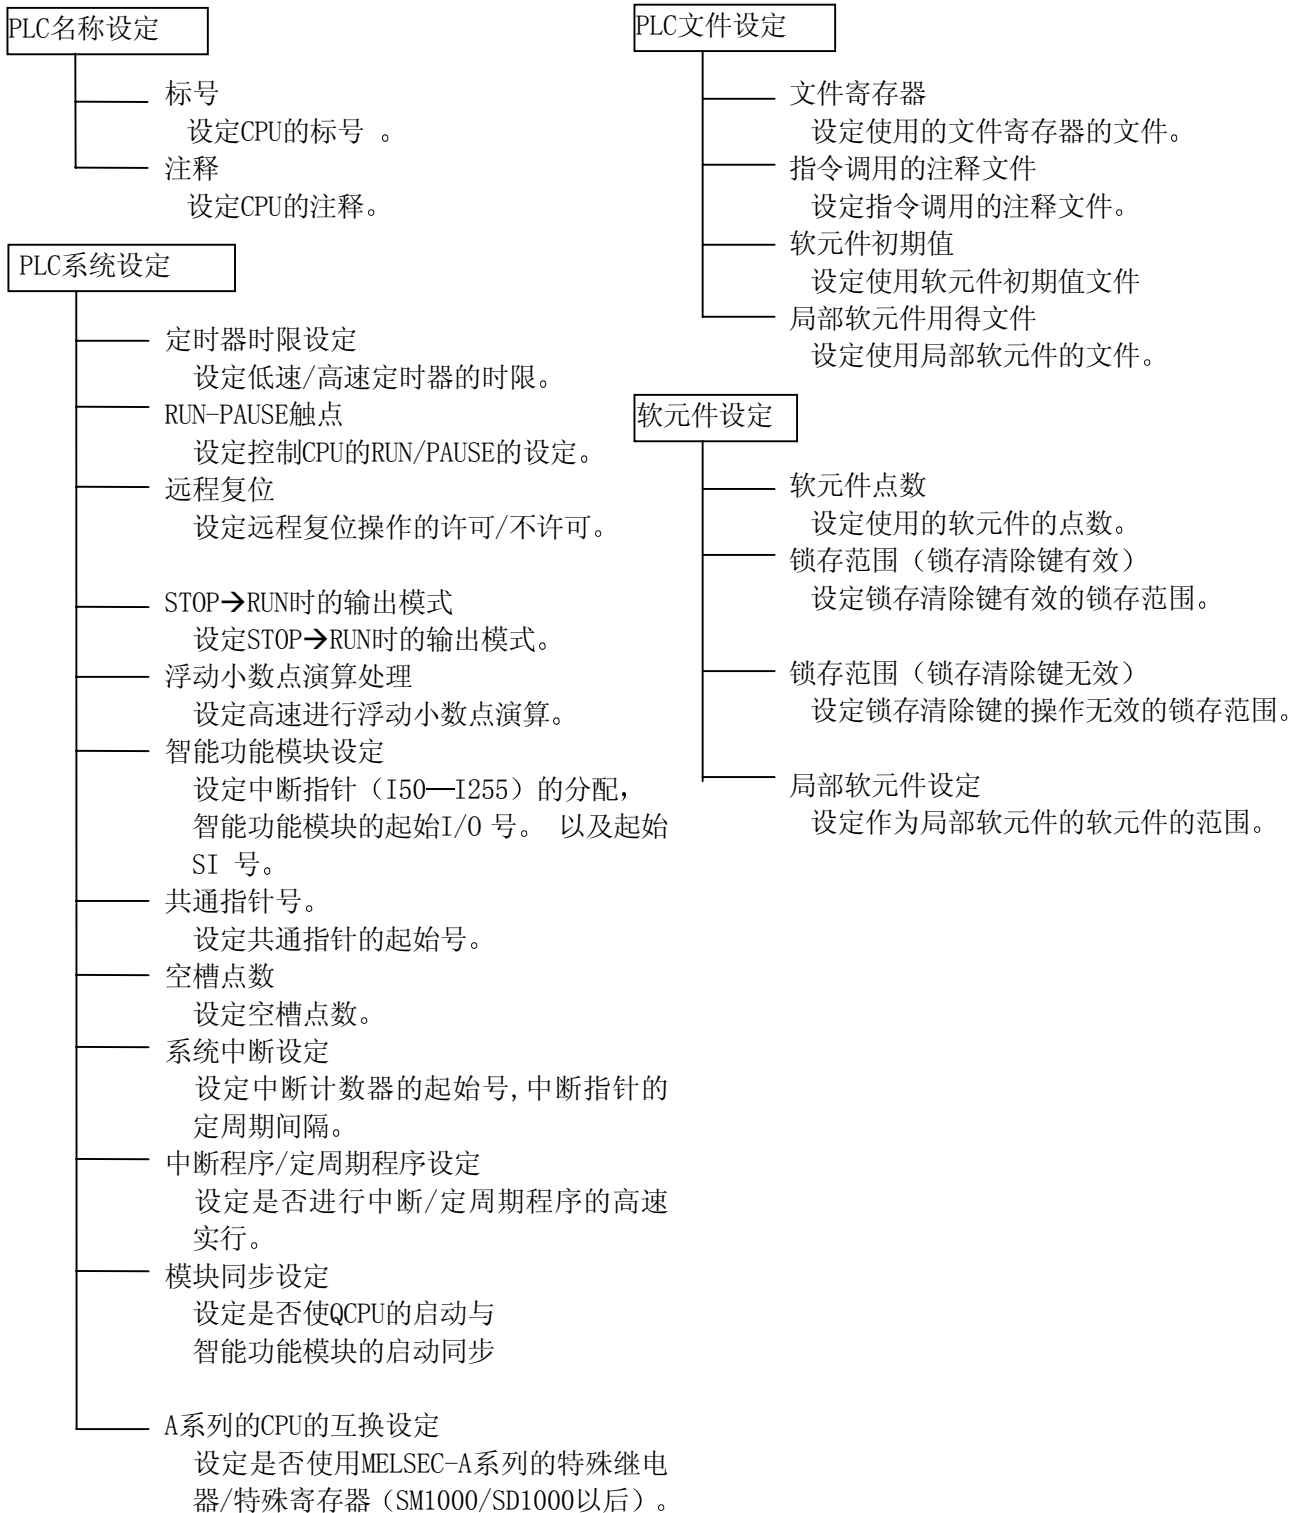 PLC名称设定
标号
设定CPU的标号 。
注释
设定CPU的注释。
PLC系统设定
定时器时限设定
设定低速/高速定时器的时限。
RUN-PAUSE触点
设定控制CPU的RUN/PAUSE的设定。
远程复位
设定远程复位操作的许可/不许可。
STOP→RUN时的输出模式
设定STOP→RUN时的输出模式。
浮动小数点演算处理
设定高速进行浮动小数点演算。
智能功能模块设定
设定中断指针（I50—I255）的分配，
智能功能模块的起始I/O 号。 以及起始
SI 号。
共通指针号。
设定共通指针的起始号。
空槽点数
设定空槽点数。
系统中断设定
设定中断计数器的起始号,中断指针的
定周期间隔。
中断程序/定周期程序设定
设定是否进行中断/定周期程序的高速
实行。
模块同步设定
设定是否使QCPU的启动与
智能功能模块的启动同步
A系列的CPU的互换设定
设定是否使用MELSEC-A系列的特殊继电
器/特殊寄存器（SM1000/SD1000以后）。
PLC文件设定
文件寄存器
设定使用的文件寄存器的文件。
指令调用的注释文件
设定指令调用的注释文件。
软元件初期值
设定使用软元件初期值文件
局部软元件用得文件
设定使用局部软元件的文件。
软元件设定
软元件点数
设定使用的软元件的点数。
锁存范围（锁存清除键有效）
设定锁存清除键有效的锁存范围。
锁存范围（锁存清除键无效）
设定锁存清除键的操作无效的锁存范围。
局部软元件设定
设定作为局部软元件的软元件的范围。